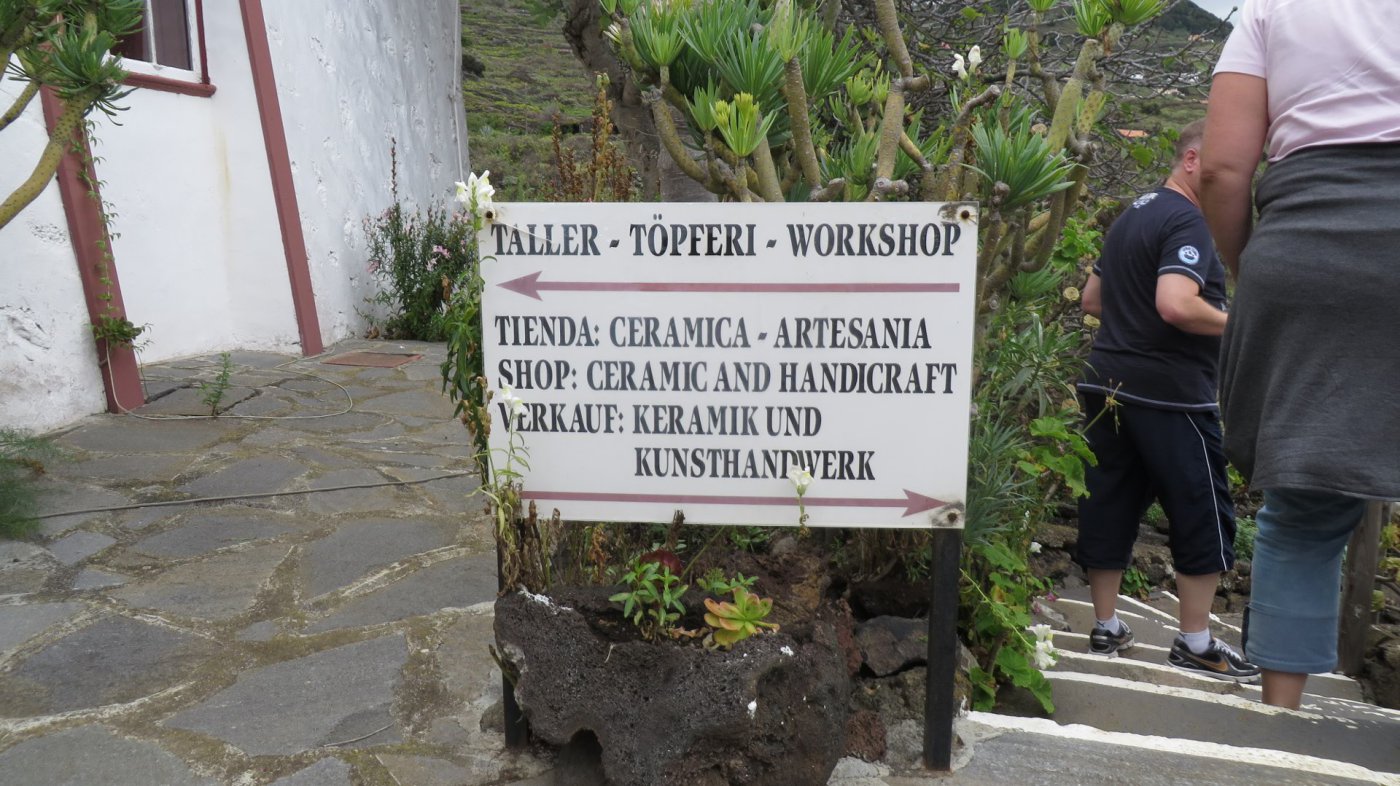 TALLER - TÖPFERI - WORKSHOP
TIENDA: CERAMICA - ARTESANIA
SHOP: CERAMIC AND HANDICRAFT
VERKAUF: KERAMIK UND
KUNSTHANDWERK